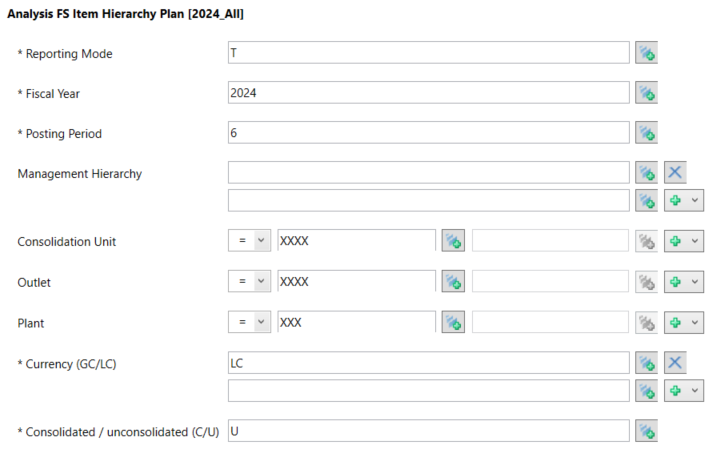 Analysis FS Item Hierarchy Plan [2024_All]
* Reporting Mode T
* Fiscal Year 2024
* Posting Period 6
Management Hierarchy
Consolidation Unit = XXXX
Outlet = XXXX
Plant = XXX
* Currency (GC/LC) LC
* Consolidated / unconsolidated (C/U) U